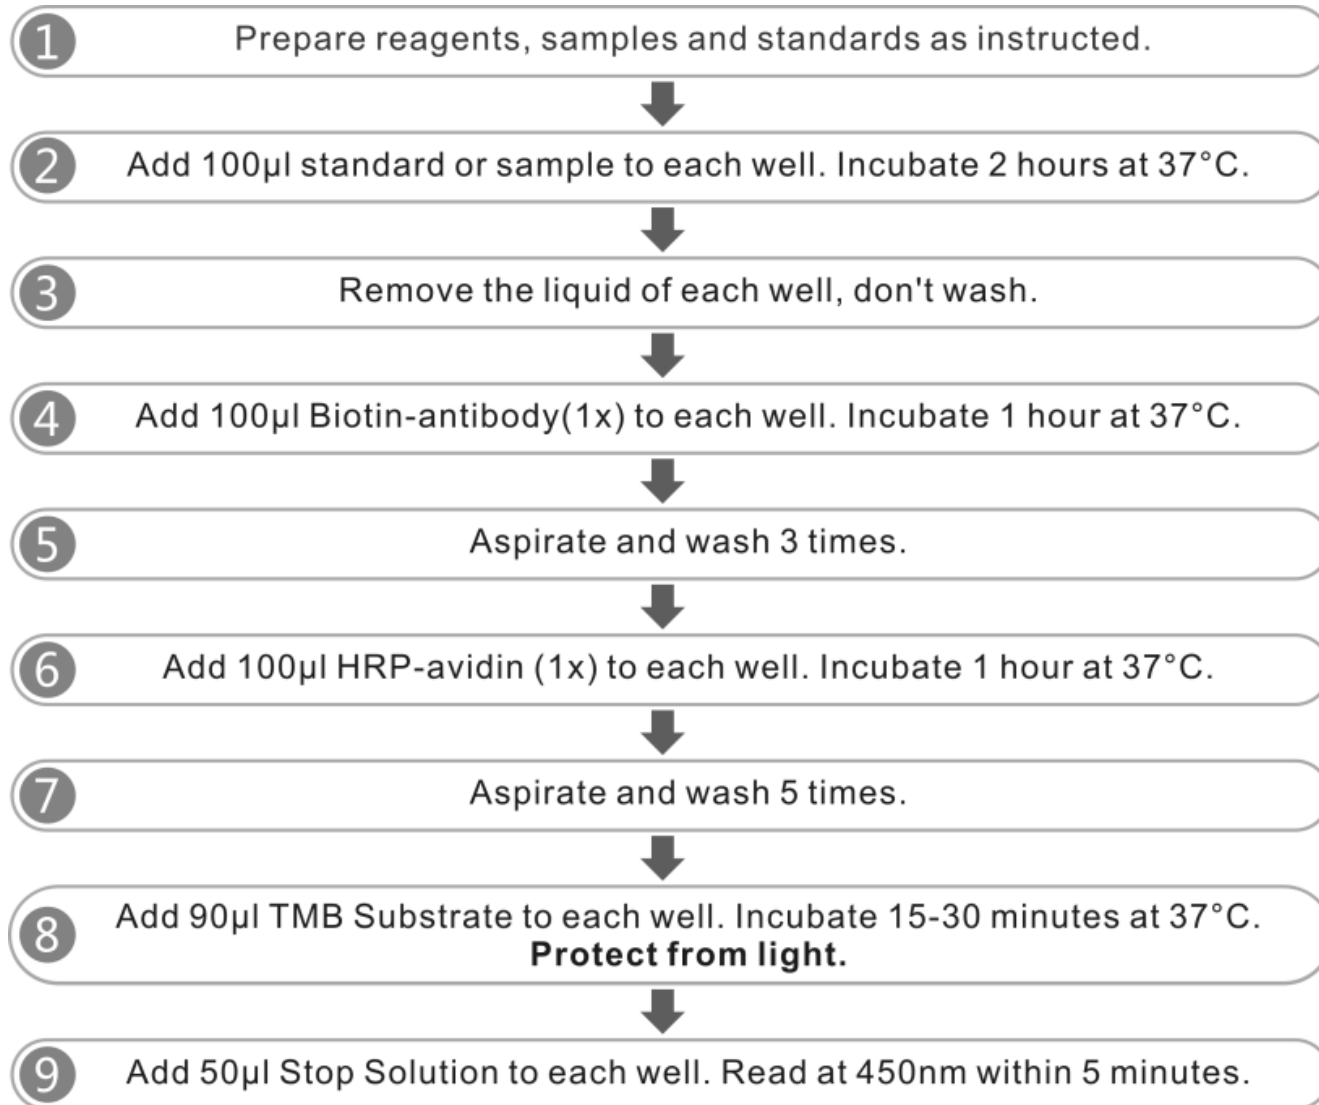 1 Prepare reagents, samples and standards as instructed.
2 Add 100µl standard or sample to each well. Incubate 2 hours at 37°C.
3 Remove the liquid of each well, don't wash.
4 Add 100µl Biotin-antibody(1x) to each well. Incubate 1 hour at 37°C.
5 Aspirate and wash 3 times.
6 Add 100µl HRP-avidin (1x) to each well. Incubate 1 hour at 37°C.
7 Aspirate and wash 5 times.
8 Add 90µl TMB Substrate to each well. Incubate 15-30 minutes at 37°C.
Protect from light.
9 Add 50µl Stop Solution to each well. Read at 450nm within 5 minutes.